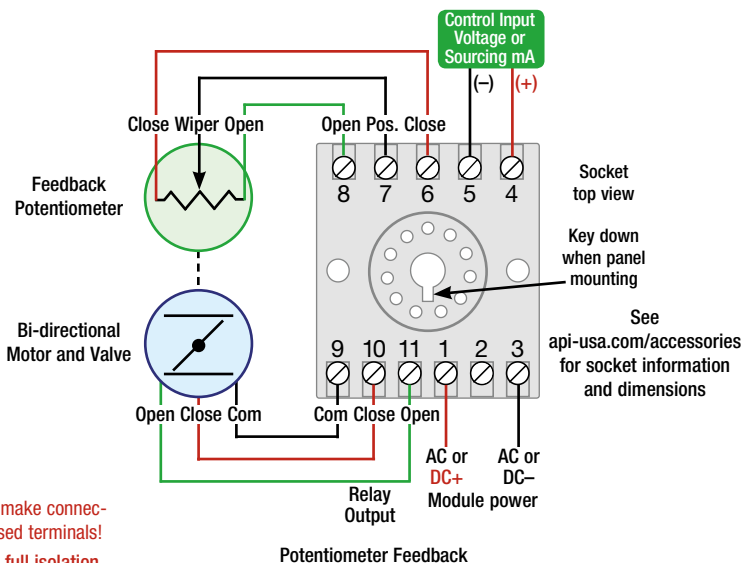 Control Input
Voltage or
Sourcing mA
(–) (+)
Close Wiper Open
Open Pos. Close
8 7 6 5 4
Feedback
Potentiometer
Socket
top view
Key down
when panel
mounting
Bi-directional
Motor and Valve
See
api-usa.com/accessories
for socket information
and dimensions
9 10 11 1 2 3
Open Close Com
Com Close Open
AC or
DC+
AC or
DC–
Module power
Relay
Output
make connec-
sed terminals!
full isolation
Potentiometer Feedback